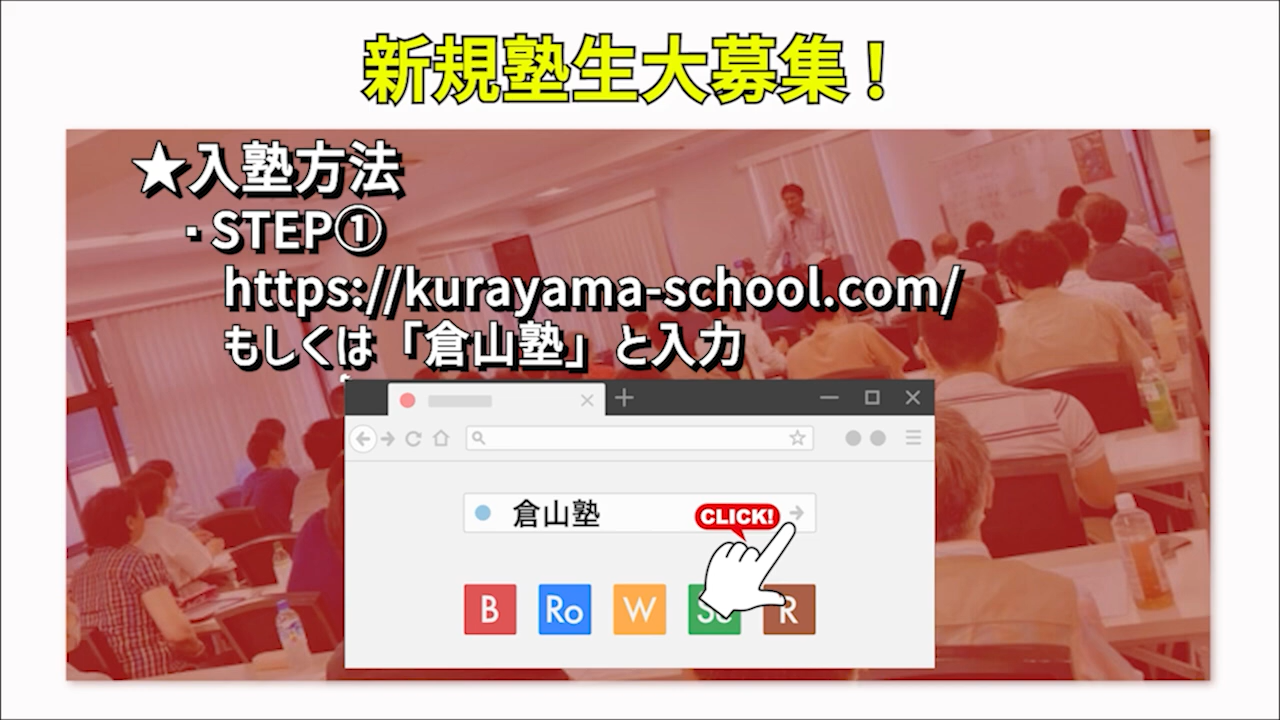 新規塾生大募集!
★入塾方法
・STEP①
https://kurayama-school.com/
もしくは「倉山塾」と入力
倉山塾
CLICK!
B
Ro
W
R